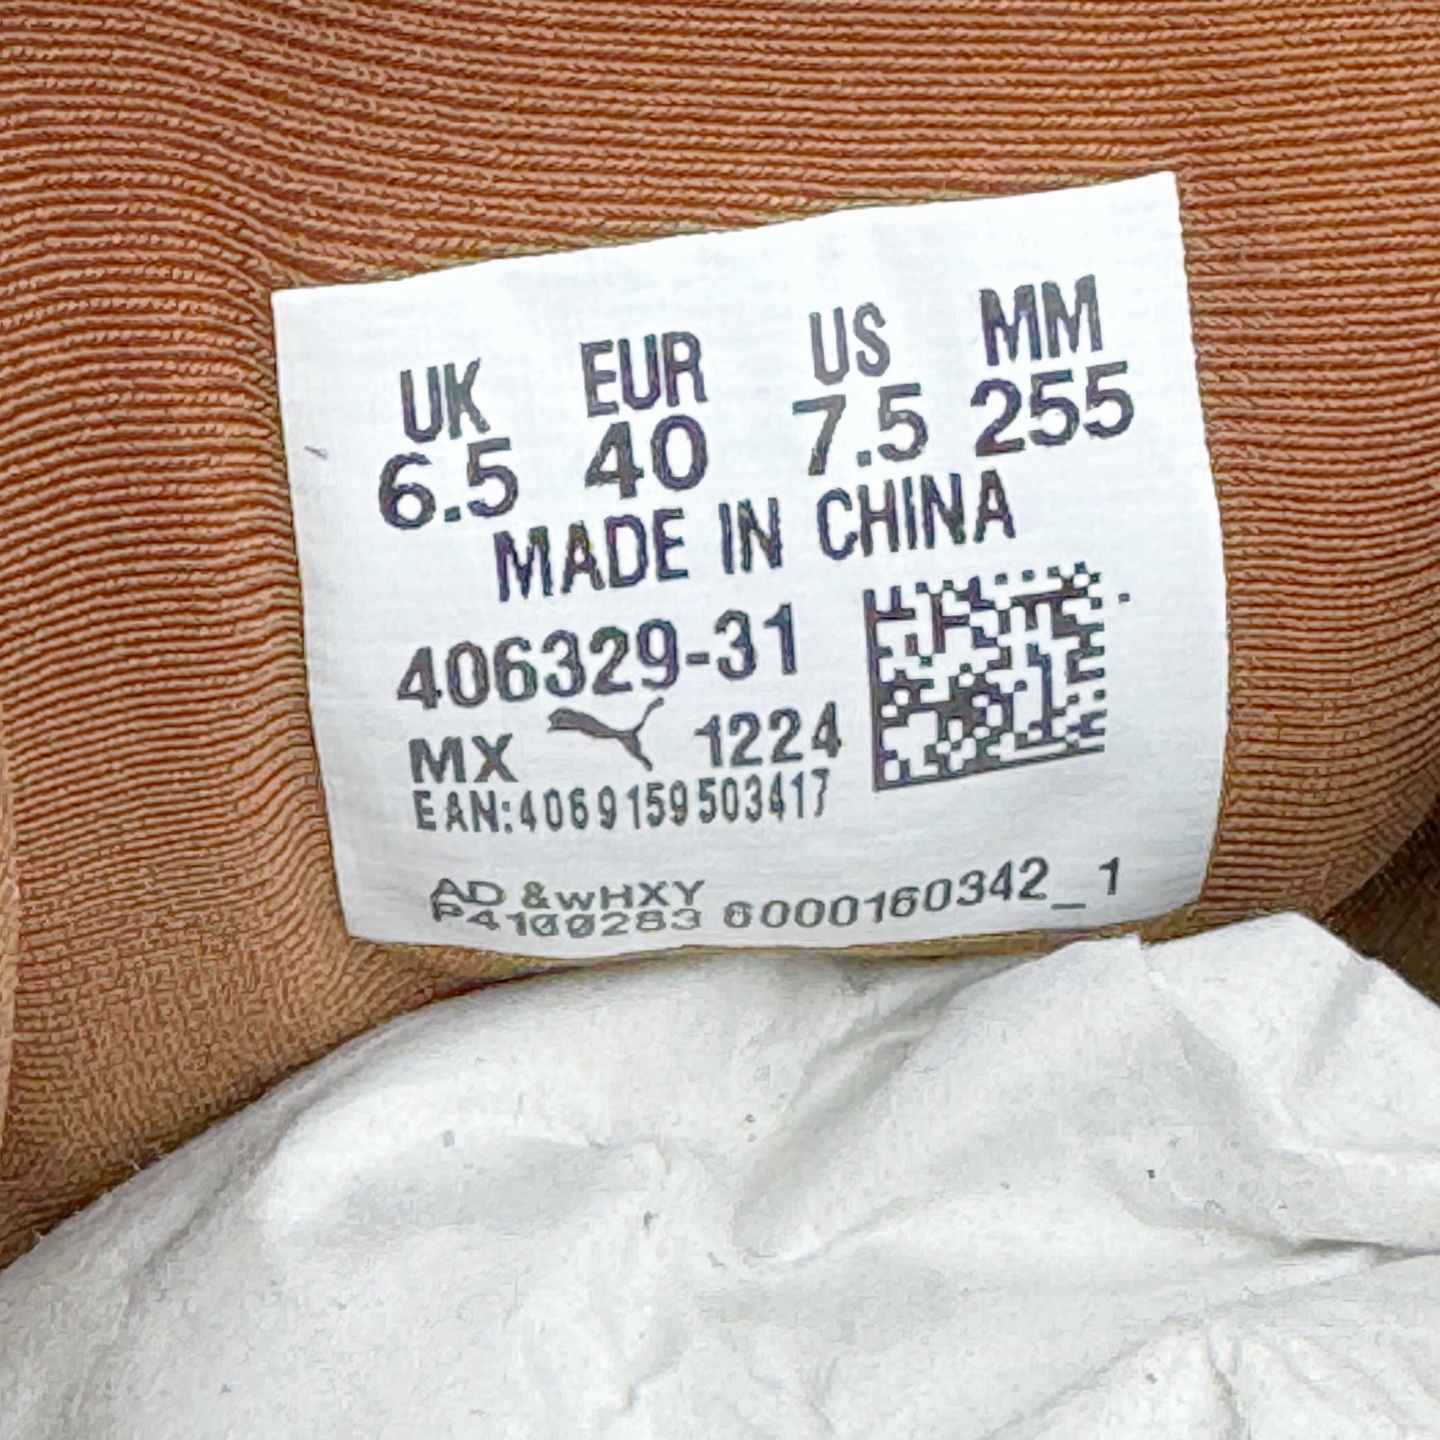 UK EUR US MM
6.5 40 7.5 255
MADE IN CHINA
406329-31
MX 1224
EAN:4069159503417
AD &wHXY
P4100283 6000160342_1